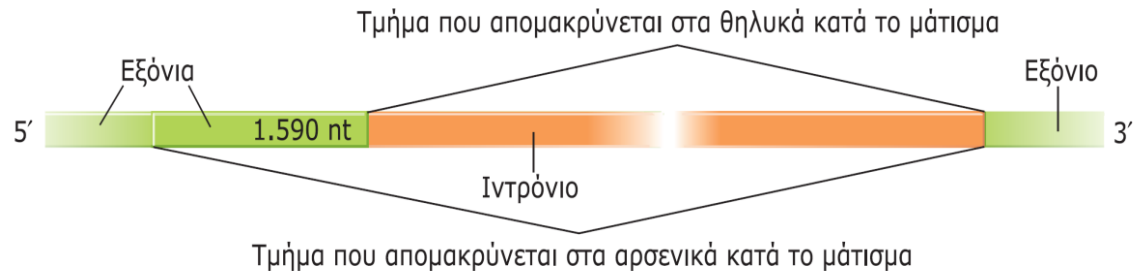 Τμήμα που απομακρύνεται στα θηλυκά κατά το μάτισμα
Εξόνια
Εξόνιο
5′
1.590 nt
3′
Ιντρόνιο
Τμήμα που απομακρύνεται στα αρσενικά κατά το μάτισμα